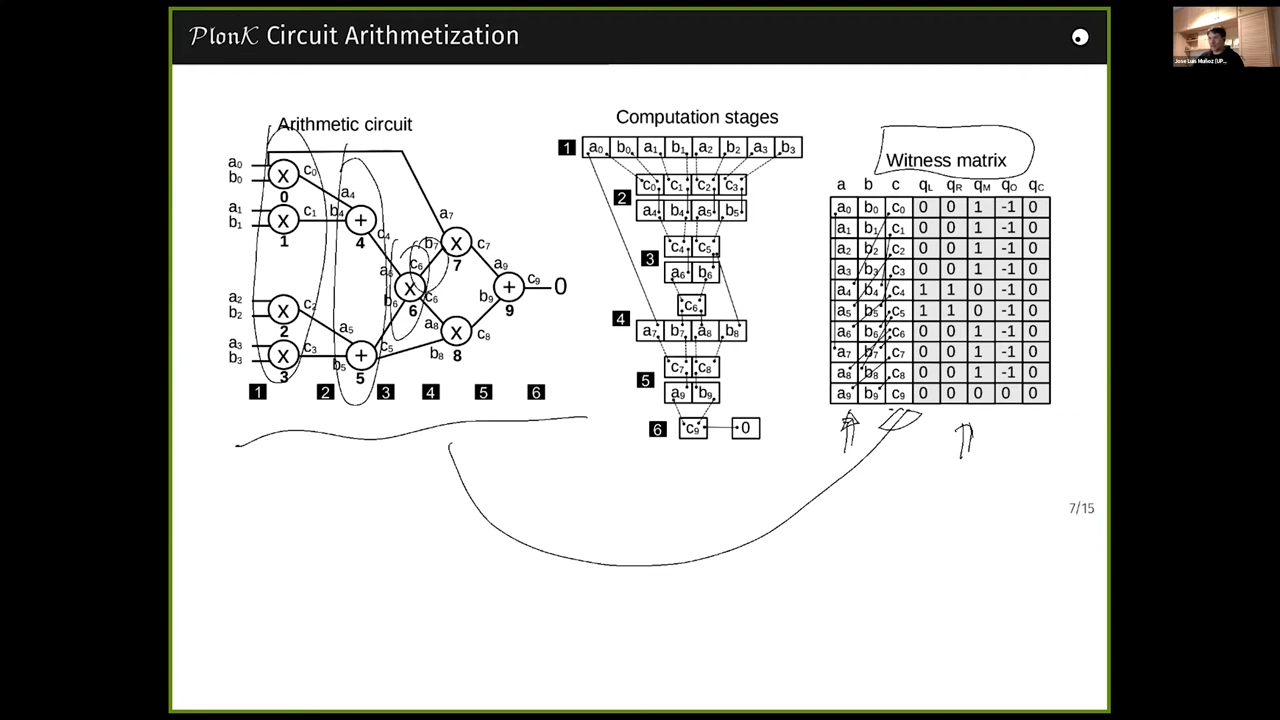 PlonK Circuit Arithmetization
Jose Luis Muñoz (UP...
Arithmetic circuit
a0
b0
x
0
c0
a1
b1
x
1
c1
a2
b2
x
2
c2
a3
b3
x
3
c3
a4
b4
+
4
c4
a5
b5
+
5
c5
a6
b6
x
6
c6
c6
a7
b7
x
7
c7
a8
b8
x
8
c8
a9
b9
+
9
c9
0
1 2 3 4 5 6
Computation stages
1 a0 b0 a1 b1 a2 b2 a3 b3
2 c0 c1 c2 c3
a4 b4 a5 b5
3 c4 c5
a6 b6
c6
4 a7 b7 a8 b8
5 c7 c8
a9 b9
6 c9 0
Witness matrix
a b c qL qR qM qO qC
a0 b0 c0 0 0 1 -1 0
a1 b1 c1 0 0 1 -1 0
a2 b2 c2 0 0 1 -1 0
a3 b3 c3 0 0 1 -1 0
a4 b4 c4 1 1 0 -1 0
a5 b5 c5 1 1 0 -1 0
a6 b6 c6 0 0 1 -1 0
a7 b7 c7 0 0 1 -1 0
a8 b8 c8 0 0 1 -1 0
a9 b9 c9 0 0 0 0 0
7/15